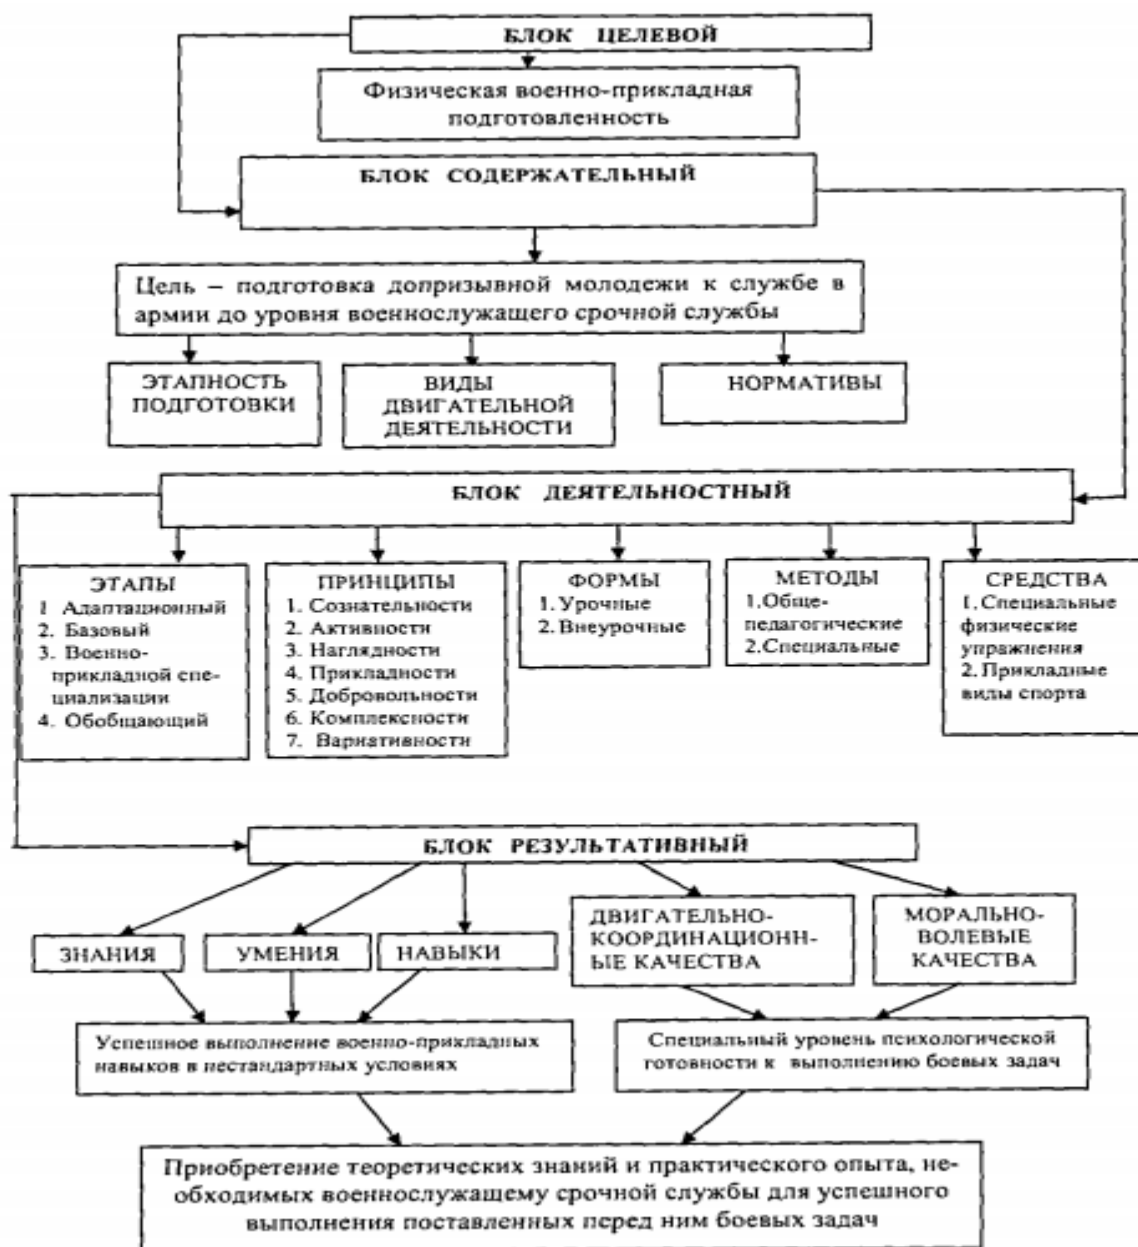 БЛОК ЦЕЛЕВОЙ
Физическая военно-прикладная
подготовленность
БЛОК СОДЕРЖАТЕЛЬНЫЙ
Цель – подготовка допризывной молодежи к службе в
армии до уровня военнослужащего срочной службы
ЭТАПНОСТЬ
ПОДГОТОВКИ
ВИДЫ
ДВИГАТЕЛЬНОЙ
ДЕЯТЕЛЬНОСТИ
НОРМАТИВЫ
БЛОК ДЕЯТЕЛЬНОСТНЫЙ
ЭТАПЫ
1 Адаптационный
2. Базовый
3. Военно-
прикладной спе-
циализации
4. Обобщающий
ПРИНЦИПЫ
1. Сознательности
2. Активности
3. Наглядности
4. Прикладности
5. Добровольности
6. Комплексности
7. Вариативности
ФОРМЫ
1. Урочные
2. Внеурочные
МЕТОДЫ
1.Обще-
педагогические
2.Специальные
СРЕДСТВА
1. Специальные
физические
упражнения
2. Прикладные
виды спорта
БЛОК РЕЗУЛЬТАТИВНЫЙ
ЗНАНИЯ
УМЕНИЯ
НАВЫКИ
ДВИГАТЕЛЬНО-
КООРДИНАЦИОНН-
ЫЕ КАЧЕСТВА
МОРАЛЬНО-
ВОЛЕВЫЕ
КАЧЕСТВА
Успешное выполнение военно-прикладных
навыков в нестандартных условиях
Специальный уровень психологической
готовности к выполнению боевых задач
Приобретение теоретических знаний и практического опыта, не-
обходимых военнослужащему срочной службы для успешного
выполнения поставленных перед ним боевых задач